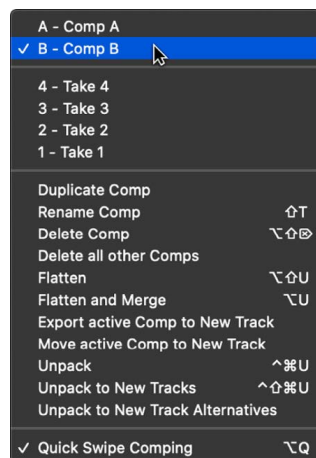 A - Comp A
✓ B - Comp B
4 - Take 4
3 - Take 3
2 - Take 2
1 - Take 1
Duplicate Comp
Rename Comp ⇧T
Delete Comp ⌥⇧⌦
Delete all other Comps
Flatten ⌥⇧U
Flatten and Merge ⌥U
Export active Comp to New Track
Move active Comp to New Track
Unpack ^⌘U
Unpack to New Tracks ^⇧⌘U
Unpack to New Track Alternatives
✓ Quick Swipe Comping ⌥Q